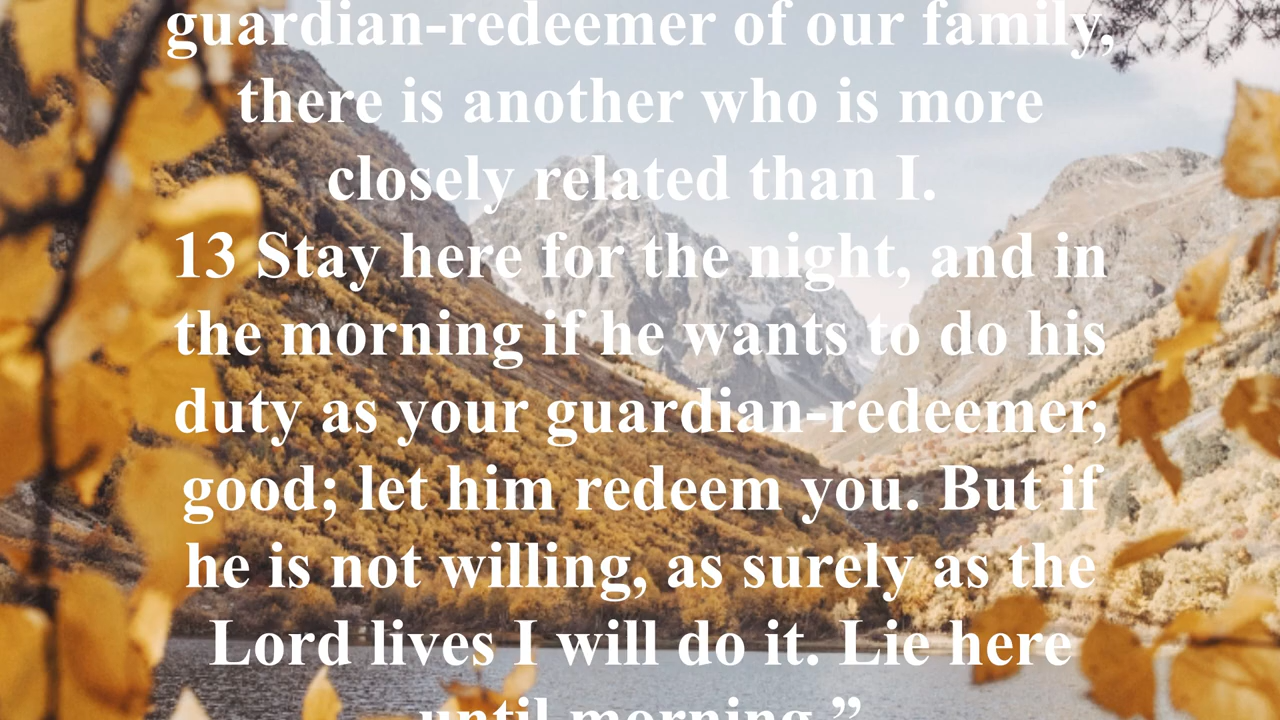 guardian-redeemer of our family,
there is another who is more
closely related than I.
13 Stay here for the night, and in
the morning if he wants to do his
duty as your guardian-redeemer,
good; let him redeem you. But if
he is not willing, as surely as the
Lord lives I will do it. Lie here
until morning.”